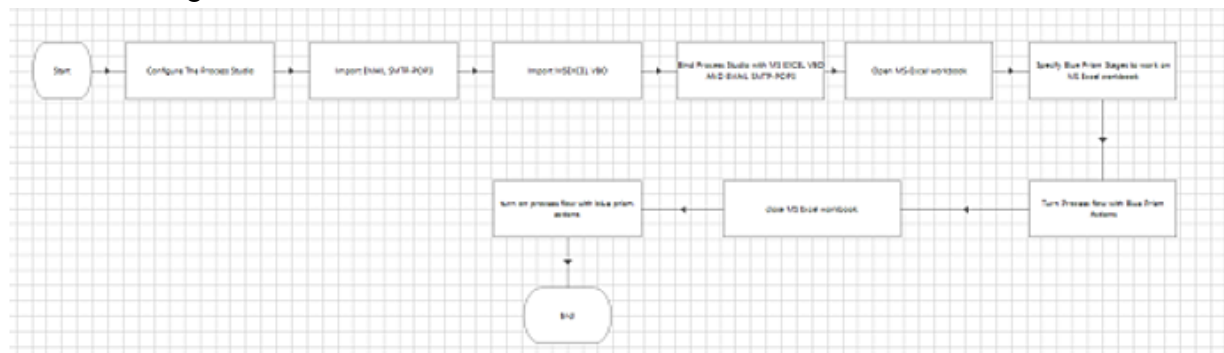 Start
Configure The Process Studio
Import EMAIL SMTP-POP3
Import MSEXCEL VBO
Bind Process Studio with MS EXCEL VBO
AND EMAIL SMTP-POP3
Open MS-Excel workbook
Specify Blue Prism Stages to work on
MS Excel workbook
Turn Process flow with Blue Prism
Actions
close MS Excel workbook
turn on process flow with blue prism
actions
End